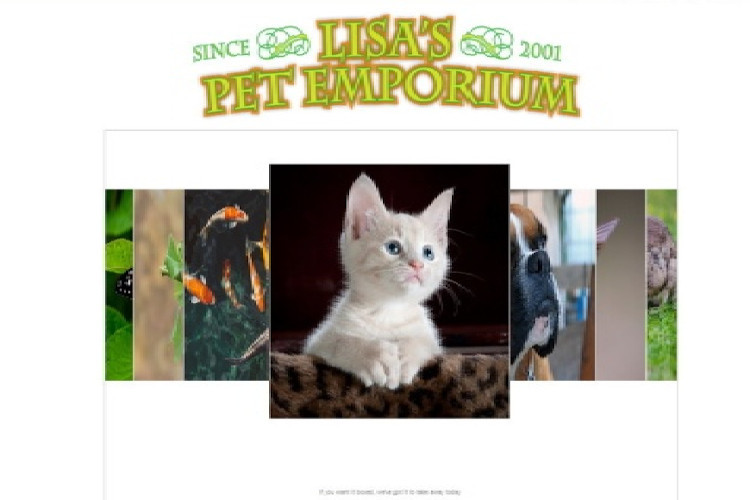 SINCE LISA'S 2001
PET EMPORIUM
If you want it boxed, we've got it to take away today